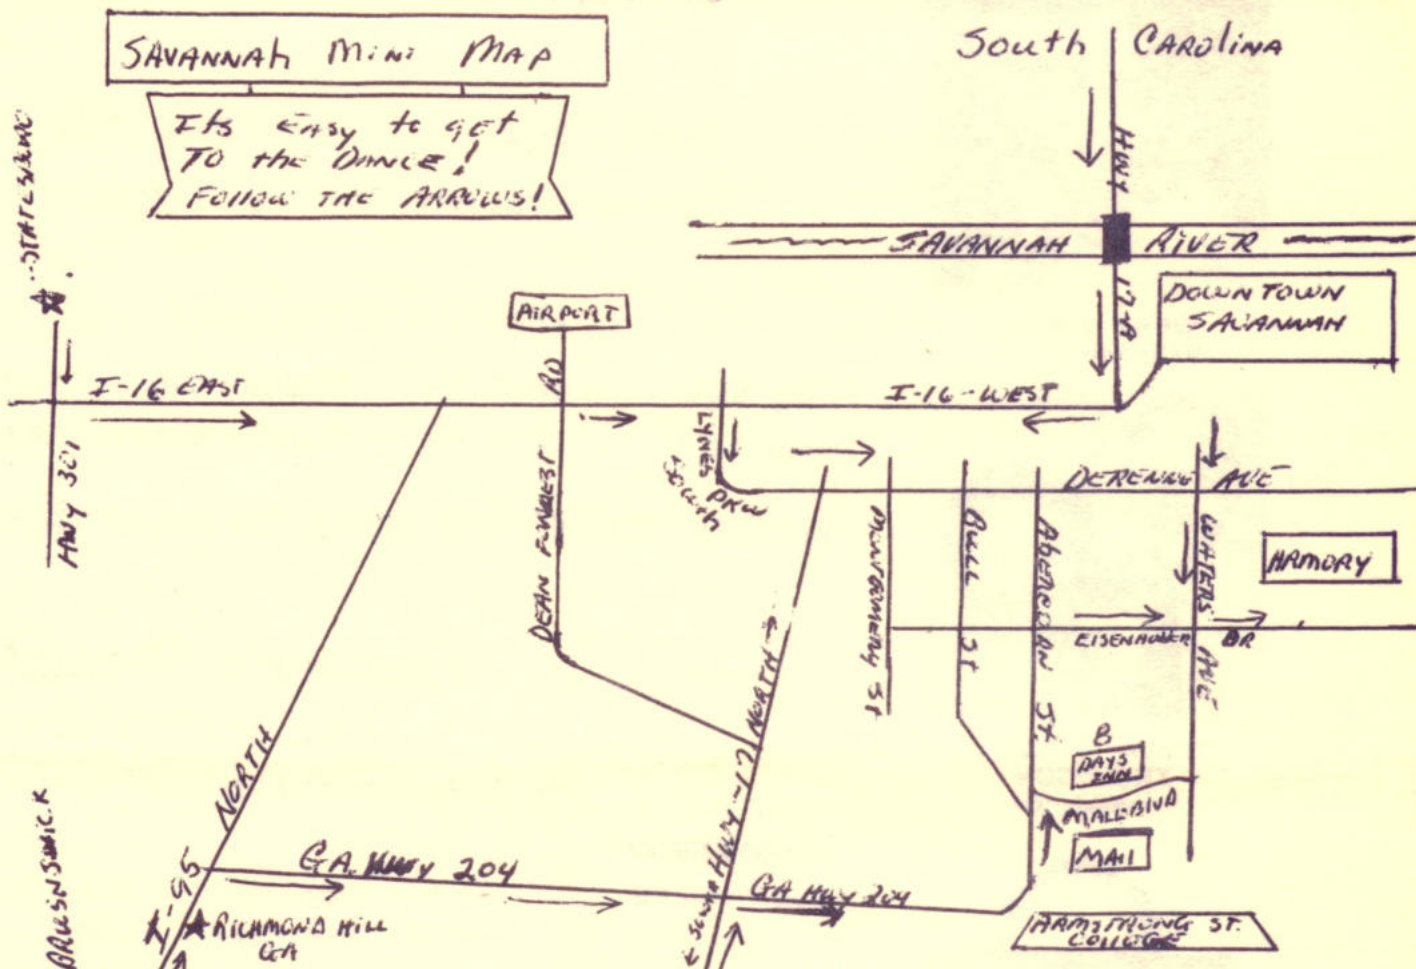 SAVANNAH MINI MAP
ITS EASY to get
TO the DANCE!
FOLLOW THE ARROWS!
South CAROLINA
HWY
SAVANNAH RIVER
17-A
DOWN TOWN
SAVANNAH
AIRPORT
I-16 EAST
I-16-WEST
HWY 301
DEAN FORREST RD
LYNES PKW
South
DERENNE AVE
MONTGOMERY ST
BULL ST
ABERCORN ST.
WATERS AVE
ARMORY
EISENHOWER DR
B
DAYS
INN
MALL BLVD
MAll
NORTH
I-95
NORTH
SOUTH HWY-17
GA. HWY 204
GA HWY 204
RICHMOND HILL
GA
ARMSTRONG ST.
COLLEGE